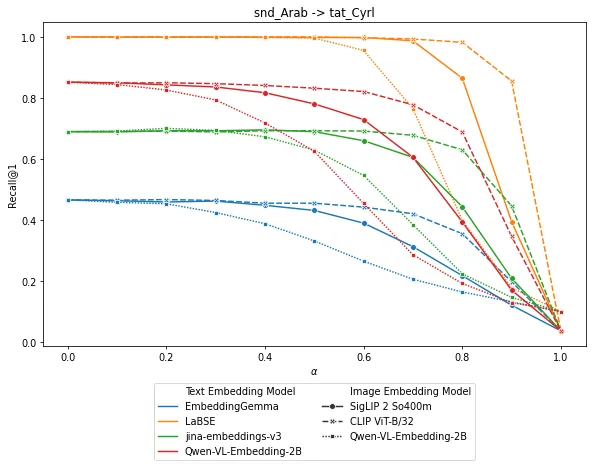 snd_Arab -> tat_Cyrl
1.0
0.8
0.6
0.4
0.2
0.0
Recall@1
0.0 0.2 0.4 0.6 0.8 1.0
α
Text Embedding Model
EmbeddingGemma
LaBSE
jina-embeddings-v3
Qwen-VL-Embedding-2B
Image Embedding Model
SigLIP 2 So400m
CLIP ViT-B/32
Qwen-VL-Embedding-2B